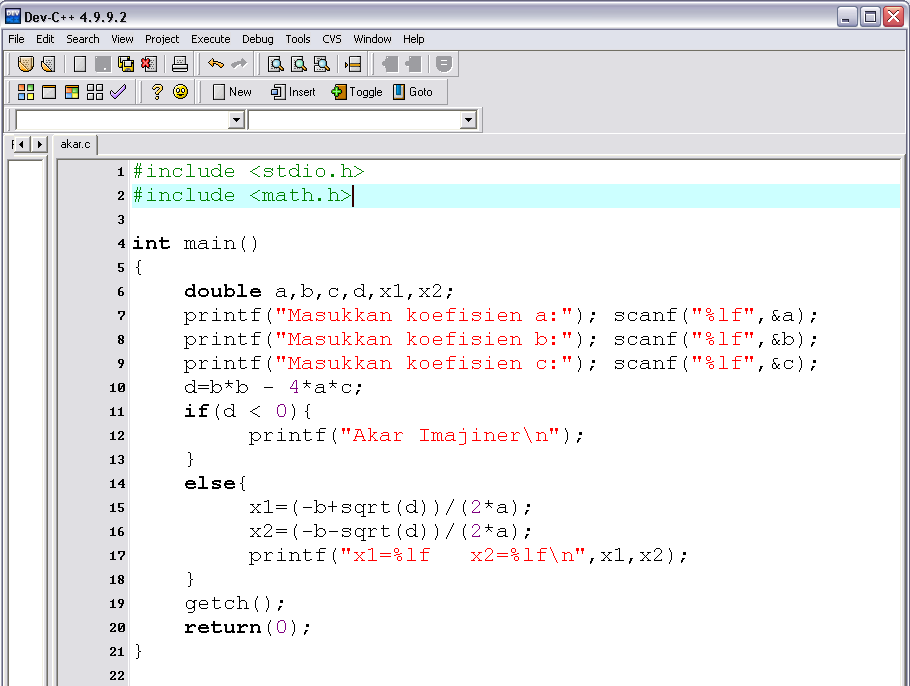 Dev-C++ 4.9.9.2
File Edit Search View Project Execute Debug Tools CVS Window Help
New Insert Toggle Goto
akar.c
1 #include <stdio.h>
2 #include <math.h>
3
4 int main()
5 {
6 double a,b,c,d,x1,x2;
7 printf("Masukkan koefisien a:"); scanf("%lf",&a);
8 printf("Masukkan koefisien b:"); scanf("%lf",&b);
9 printf("Masukkan koefisien c:"); scanf("%lf",&c);
10 d=b*b - 4*a*c;
11 if(d < 0){
12 printf("Akar Imajiner\n");
13 }
14 else{
15 x1=(-b+sqrt(d))/(2*a);
16 x2=(-b-sqrt(d))/(2*a);
17 printf("x1=%lf   x2=%lf\n",x1,x2);
18 }
19 getch();
20 return(0);
21 }
22